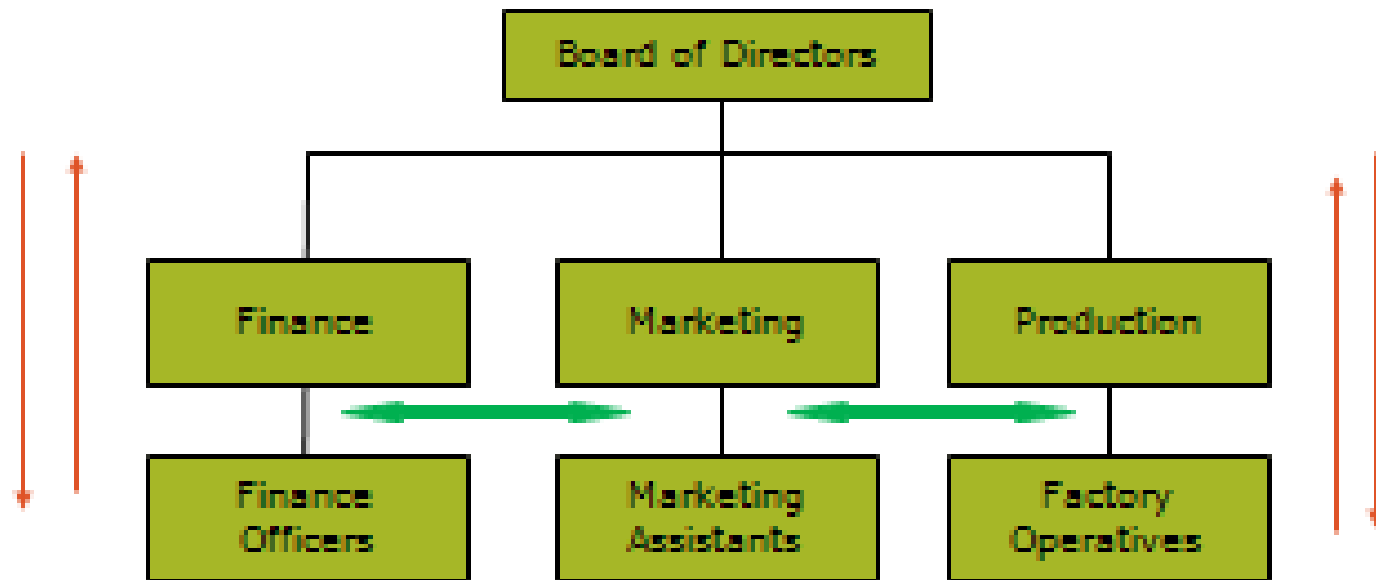 Board of Directors
Finance
Marketing
Production
Finance
Officers
Marketing
Assistants
Factory
Operatives